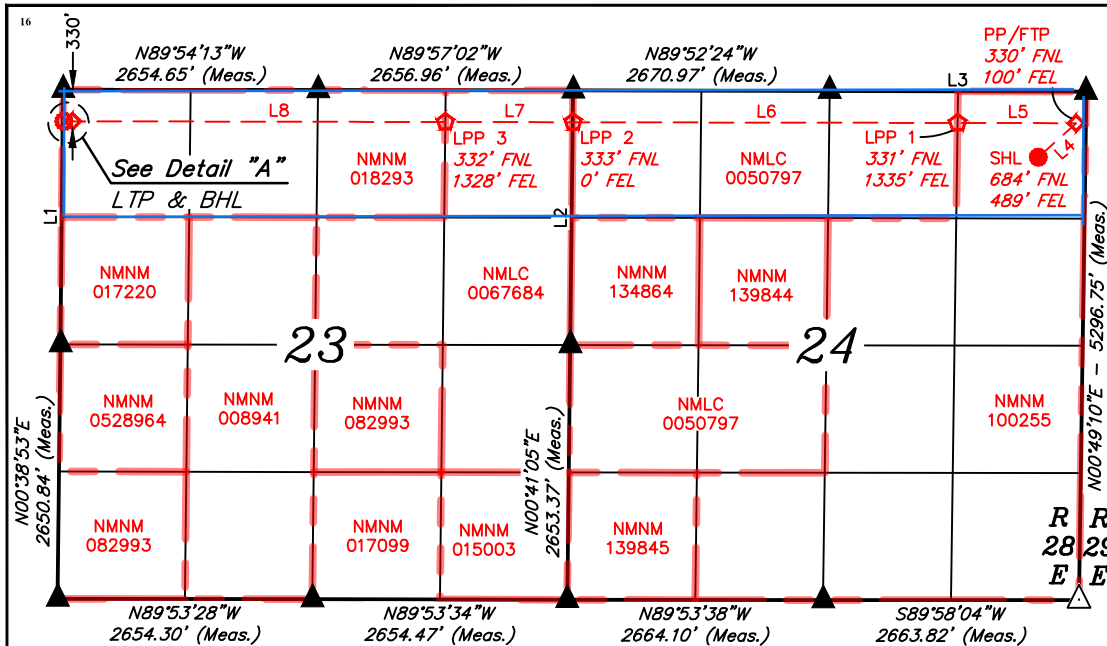 16
330'
N89°54'13"W
2654.65' (Meas.)
N89°57'02"W
2656.96' (Meas.)
N89°52'24"W
2670.97' (Meas.)
L3
PP/FTP
330' FNL
100' FEL
L8
L7
L6
L5
L4
See Detail "A"
LTP & BHL
NMNM
018293
LPP 3
332' FNL
1328' FEL
LPP 2
333' FNL
0' FEL
NMLC
0050797
LPP 1
331' FNL
1335' FEL
SHL
684' FNL
489' FEL
L1
L2
NMNM
017220
NMLC
0067684
NMNM
134864
NMNM
139844
23
24
N00°49'10"E - 5296.75' (Meas.)
NMNM
0528964
NMNM
008941
NMNM
082993
NMLC
0050797
NMNM
100255
N00°38'53"E
2650.84' (Meas.)
N00°41'05"E
2653.37' (Meas.)
NMNM
082993
NMNM
017099
NMNM
015003
NMNM
139845
R R
28 29
E E
N89°53'28"W
2654.30' (Meas.)
N89°53'34"W
2654.47' (Meas.)
N89°53'38"W
2664.10' (Meas.)
S89°58'04"W
2663.82' (Meas.)